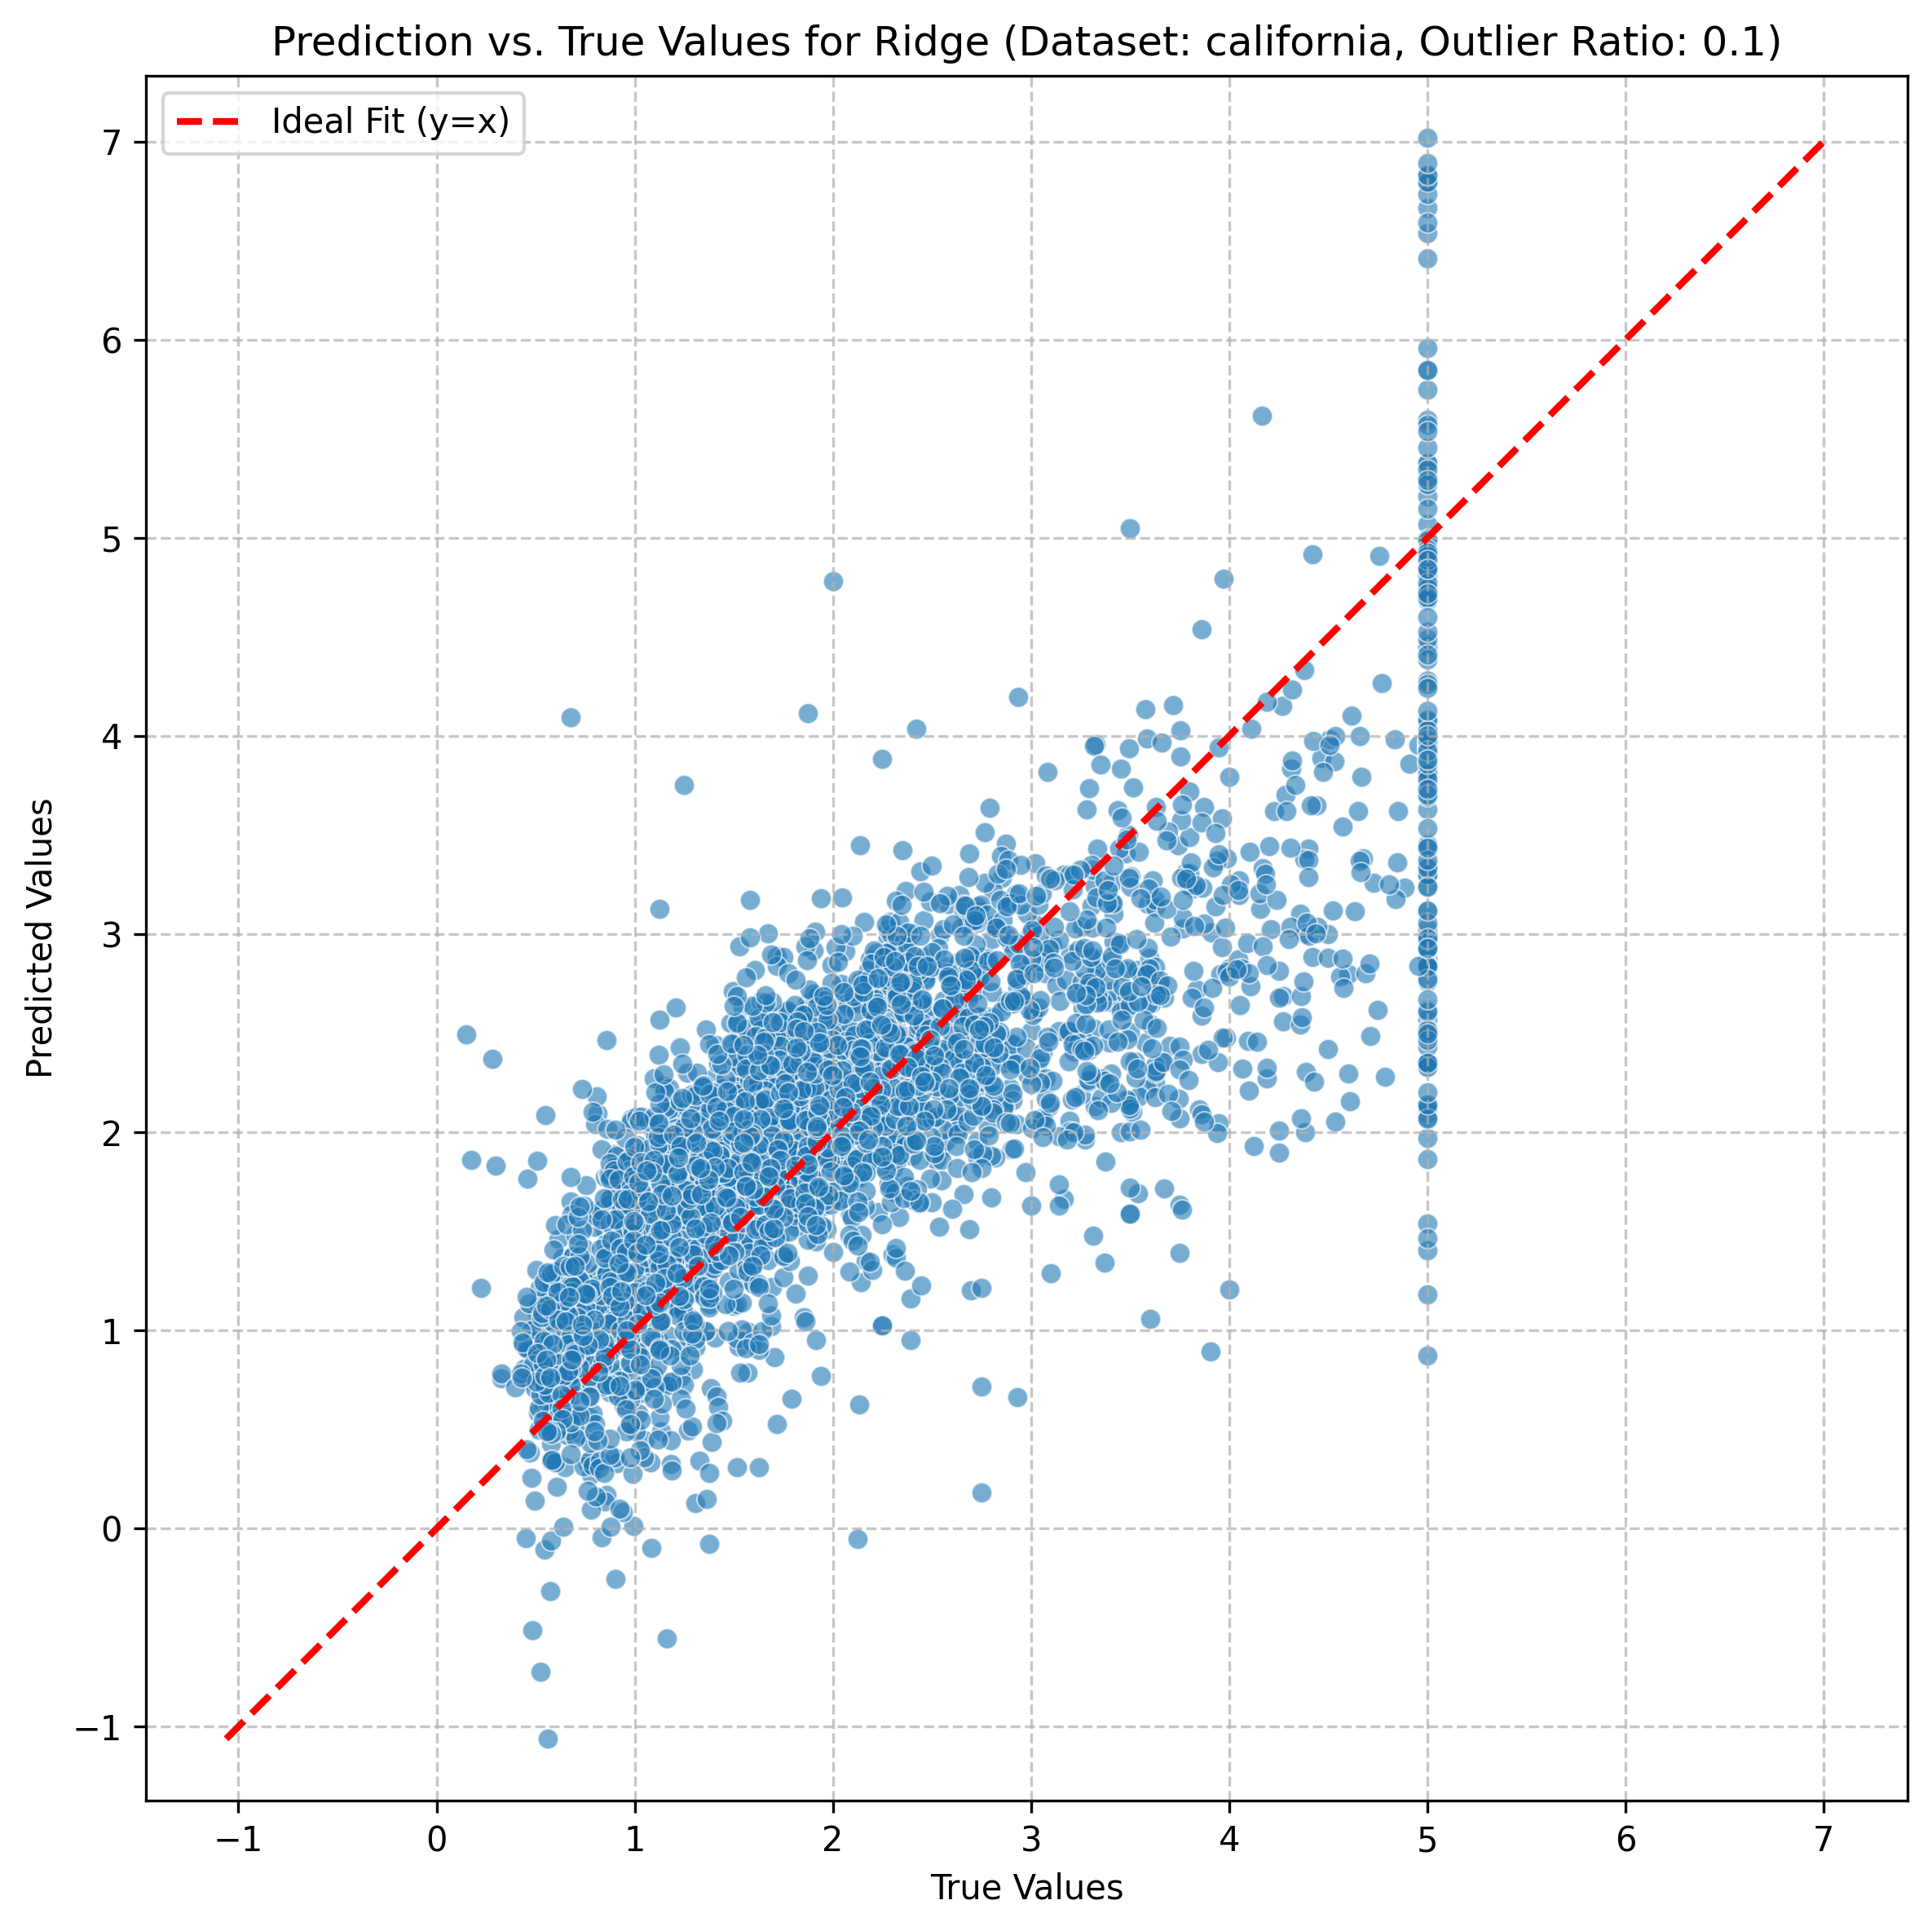 Prediction vs. True Values for Ridge (Dataset: california, Outlier Ratio: 0.1)
Ideal Fit (y=x)
7
6
5
4
3
2
1
0
−1
Predicted Values
−1 0 1 2 3 4 5 6 7
True Values